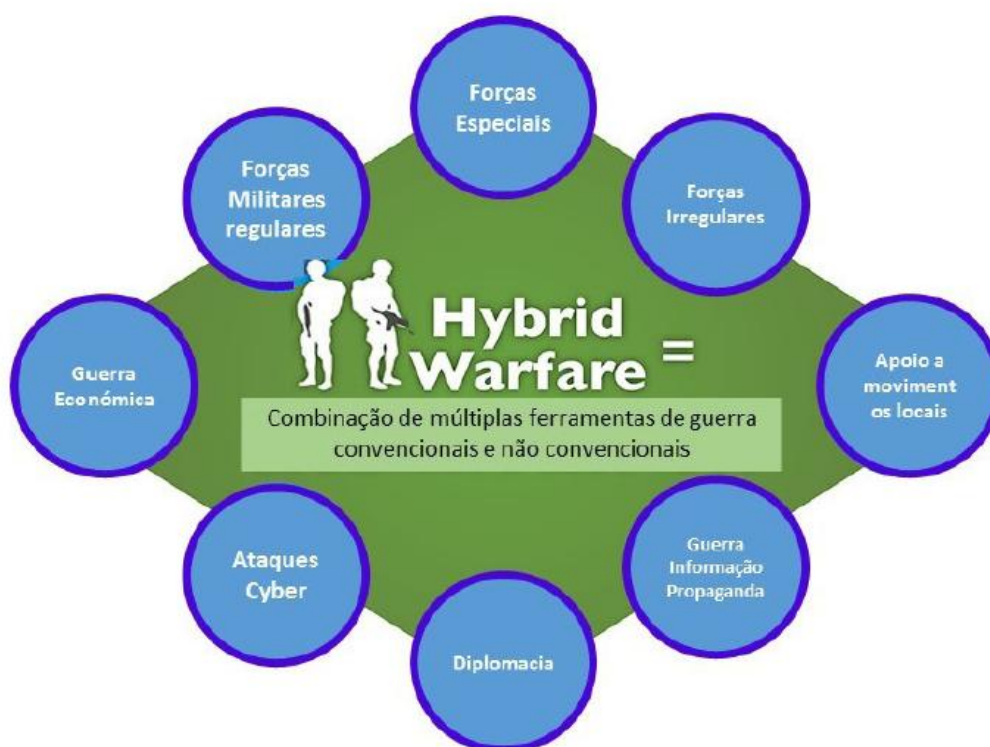 Forças
Especiais
Forças
Militares
regulares
Forças
Irregulares
Hybrid
Warfare =
Guerra
Económica
Apoio a
moviment
os locais
Combinação de múltiplas ferramentas de guerra
convencionais e não convencionais
Ataques
Cyber
Guerra
Informação
Propaganda
Diplomacia